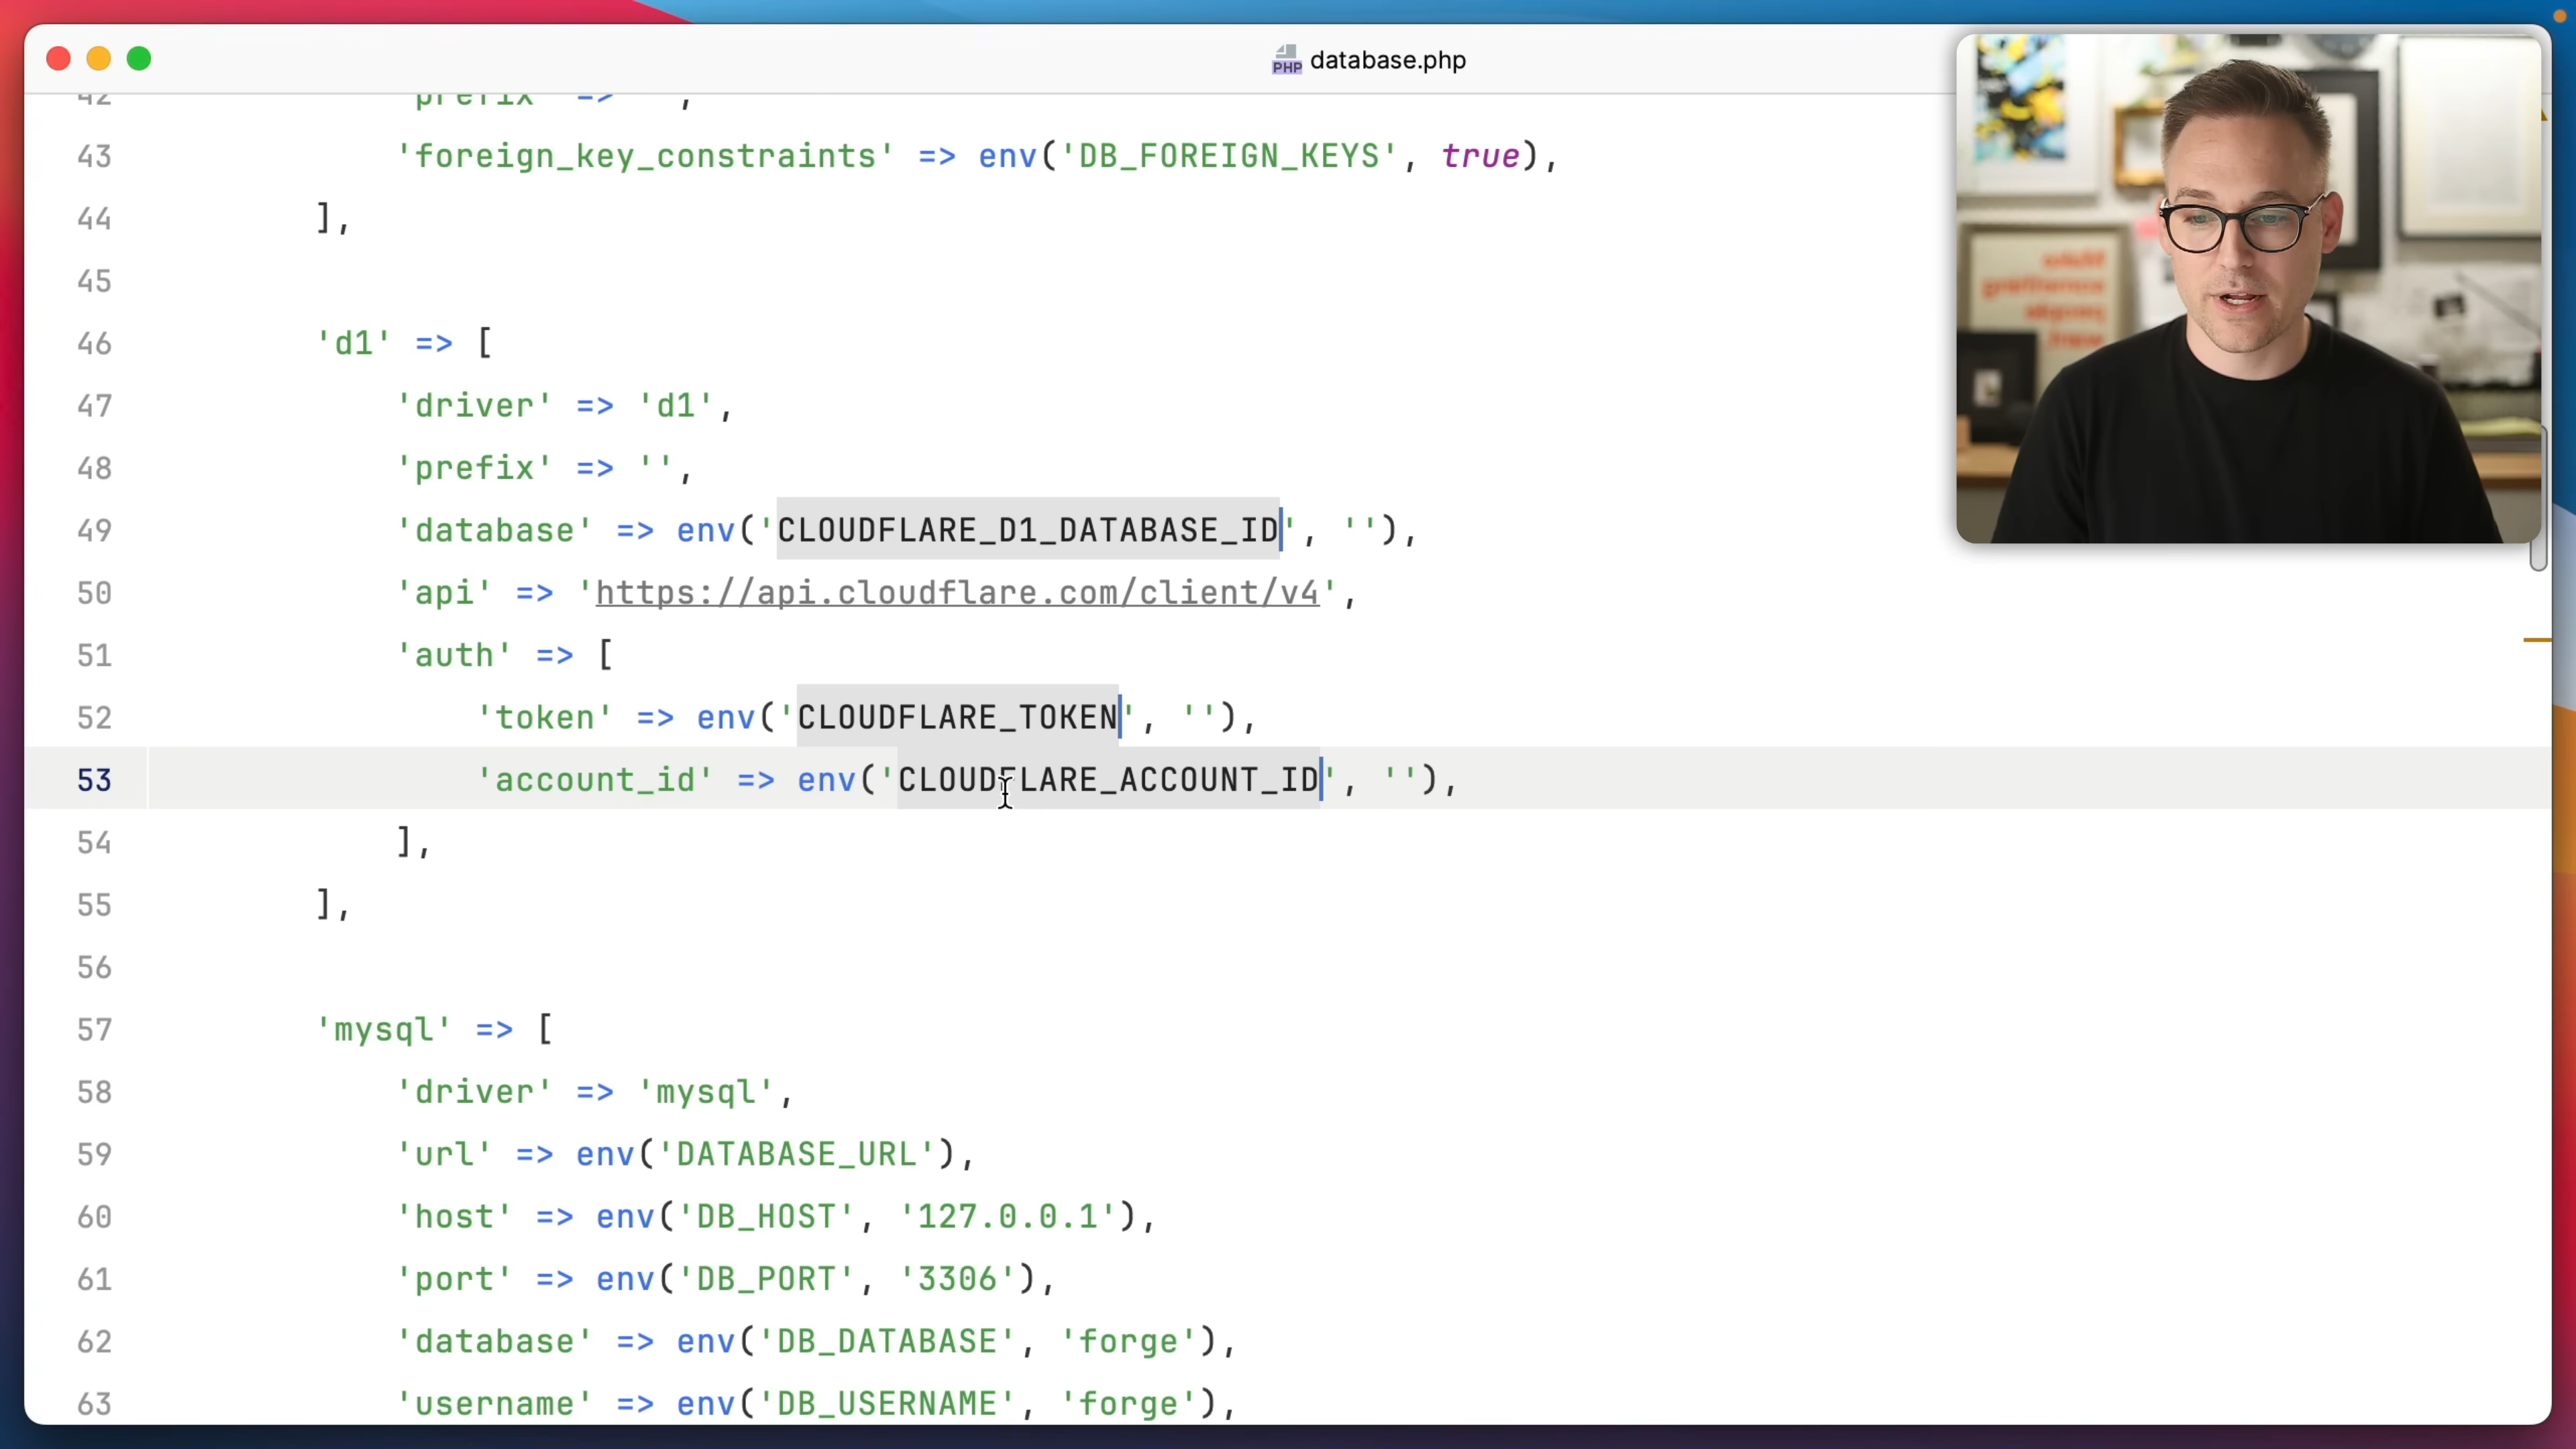 PHP database.php
42 'prefix' => '',
43 'foreign_key_constraints' => env('DB_FOREIGN_KEYS', true),
44 ],
45
46 'd1' => [
47 'driver' => 'd1',
48 'prefix' => '',
49 'database' => env('CLOUDFLARE_D1_DATABASE_ID', ''),
50 'api' => 'https://api.cloudflare.com/client/v4',
51 'auth' => [
52 'token' => env('CLOUDFLARE_TOKEN', ''),
53 'account_id' => env('CLOUDFLARE_ACCOUNT_ID', ''),
54 ],
55 ],
56
57 'mysql' => [
58 'driver' => 'mysql',
59 'url' => env('DATABASE_URL'),
60 'host' => env('DB_HOST', '127.0.0.1'),
61 'port' => env('DB_PORT', '3306'),
62 'database' => env('DB_DATABASE', 'forge'),
63 'username' => env('DB_USERNAME', 'forge'),